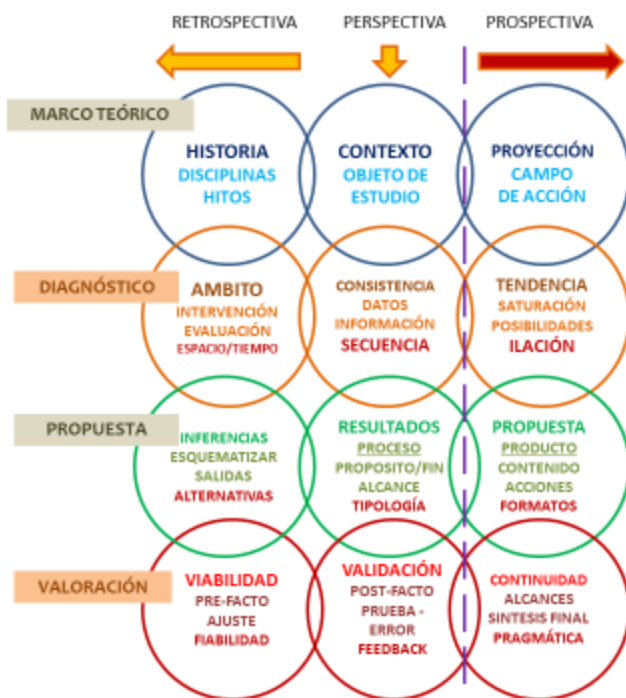 RETROSPECTIVA
PERSPECTIVA
PROSPECTIVA
MARCO TEÓRICO
HISTORIA
DISCIPLINAS
HITOS
CONTEXTO
OBJETO DE
ESTUDIO
PROYECCIÓN
CAMPO
DE ACCIÓN
DIAGNÓSTICO
AMBITO
INTERVENCIÓN
EVALUACIÓN
ESPACIO/TIEMPO
CONSISTENCIA
DATOS
INFORMACIÓN
SECUENCIA
TENDENCIA
SATURACIÓN
POSIBILIDADES
ILACIÓN
PROPUESTA
INFERENCIAS
ESQUEMATIZAR
SALIDAS
ALTERNATIVAS
RESULTADOS
PROCESO
PROPOSITO/FIN
ALCANCE
TIPOLOGÍA
PROPUESTA
PRODUCTO
CONTENIDO
ACCIONES
FORMATOS
VALORACIÓN
VIABILIDAD
PRE-FACTO
AJUSTE
FIABILIDAD
VALIDACIÓN
POST-FACTO
PRUEBA -
ERROR
FEEDBACK
CONTINUIDAD
ALCANCES
SINTESIS FINAL
PRAGMÁTICA